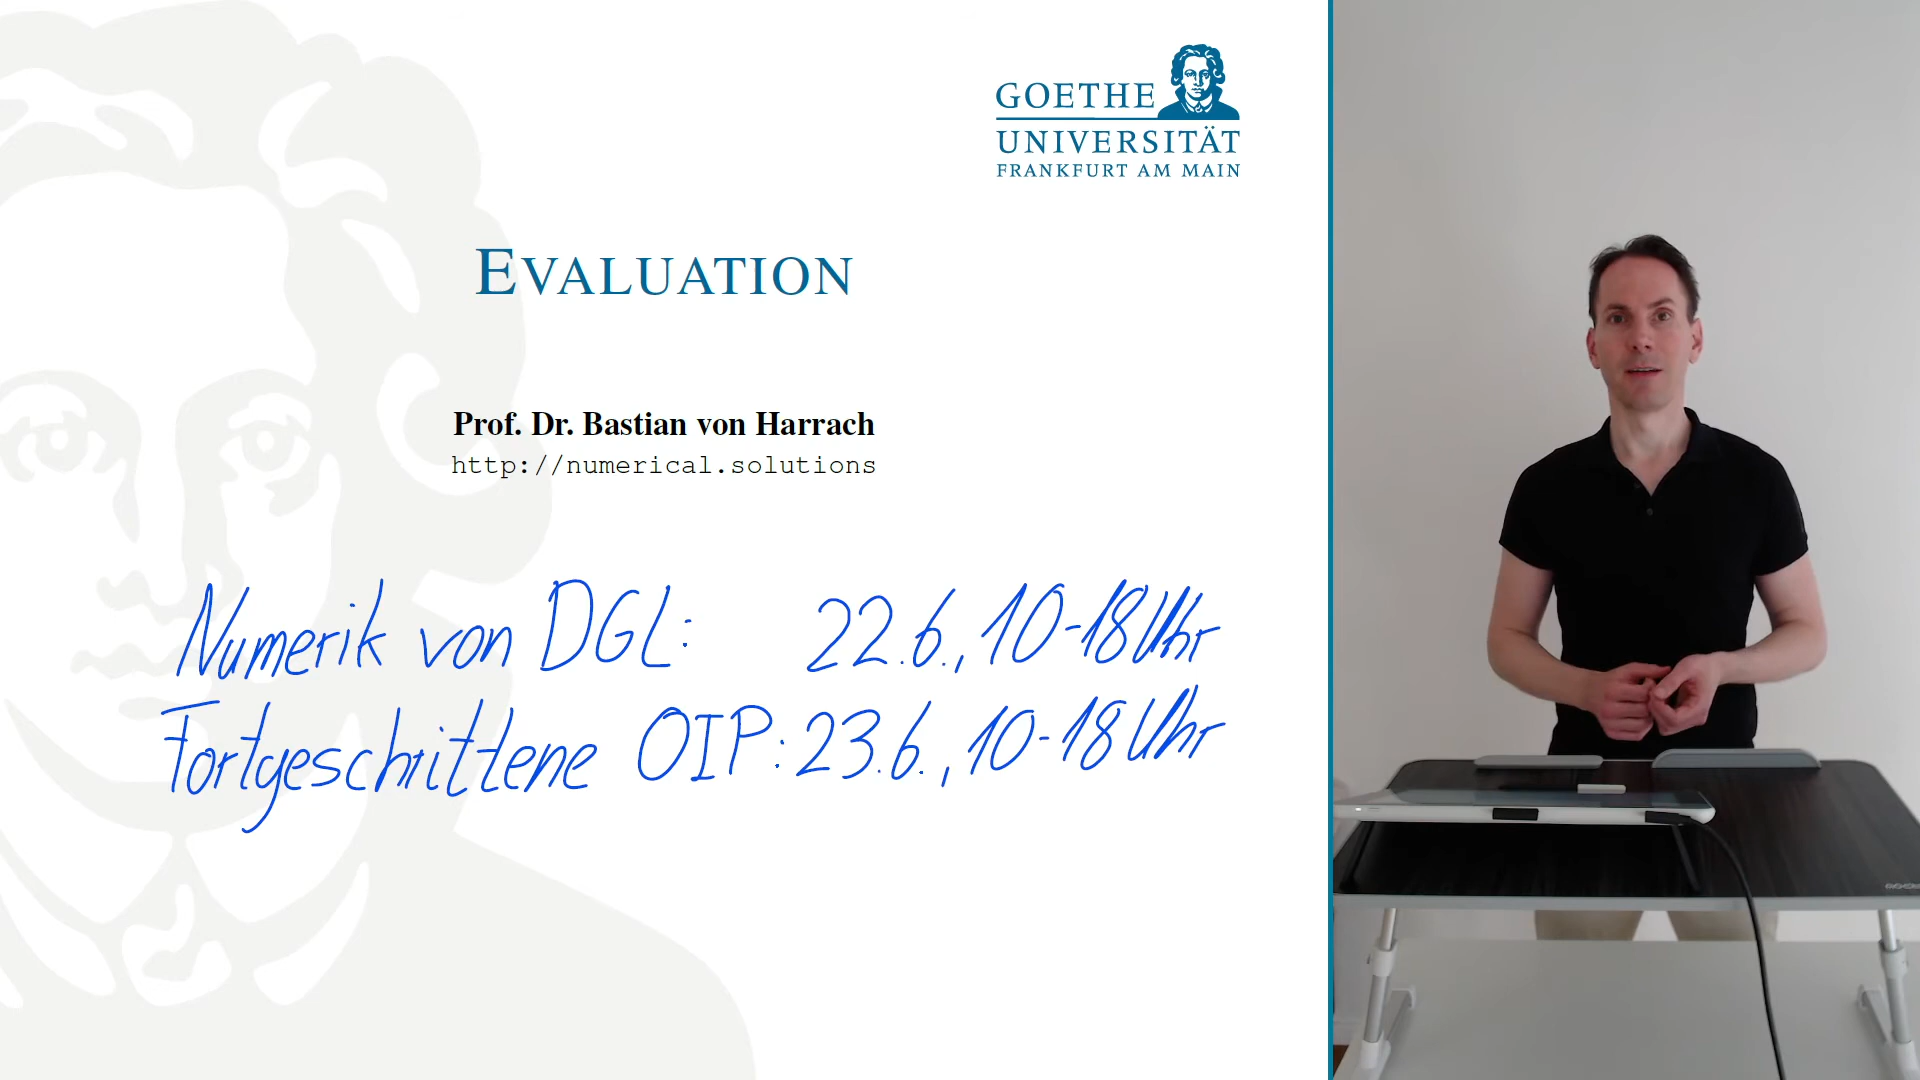 GOETHE
UNIVERSITÄT
FRANKFURT AM MAIN
EVALUATION
Prof. Dr. Bastian von Harrach
http://numerical.solutions
Numerik von DGL: 22.6., 10-18 Uhr
Fortgeschrittene OIP: 23.6., 10-18 Uhr